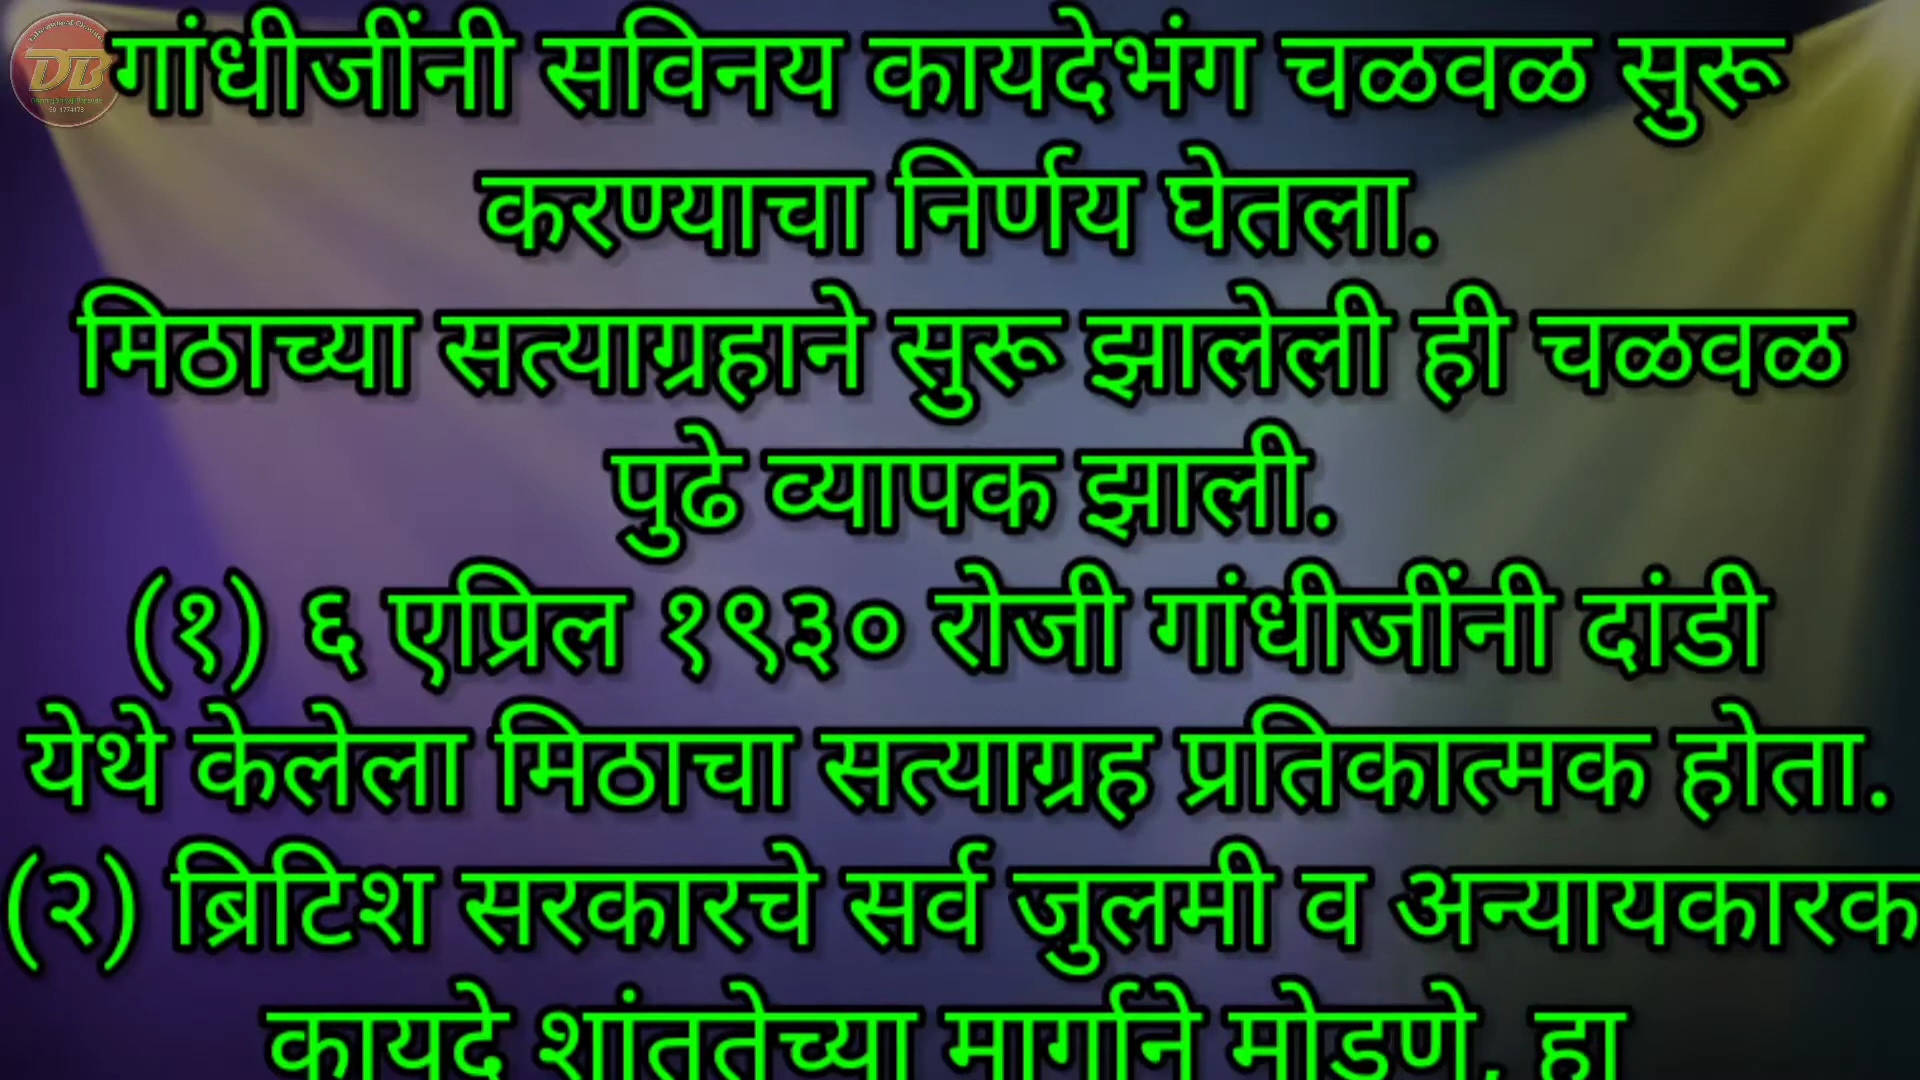 DB
गांधीजींनी सविनय कायदेभंग चळवळ सुरू
करण्याचा निर्णय घेतला.
मिठाच्या सत्याग्रहाने सुरू झालेली ही चळवळ
पुढे व्यापक झाली.
(१) ६ एप्रिल १९३० रोजी गांधीजींनी दांडी
येथे केलेला मिठाचा सत्याग्रह प्रतिकात्मक होता.
(२) ब्रिटिश सरकारचे सर्व जुलमी व अन्यायकारक
कायदे शांततेच्या मार्गाने मोडणे, हा